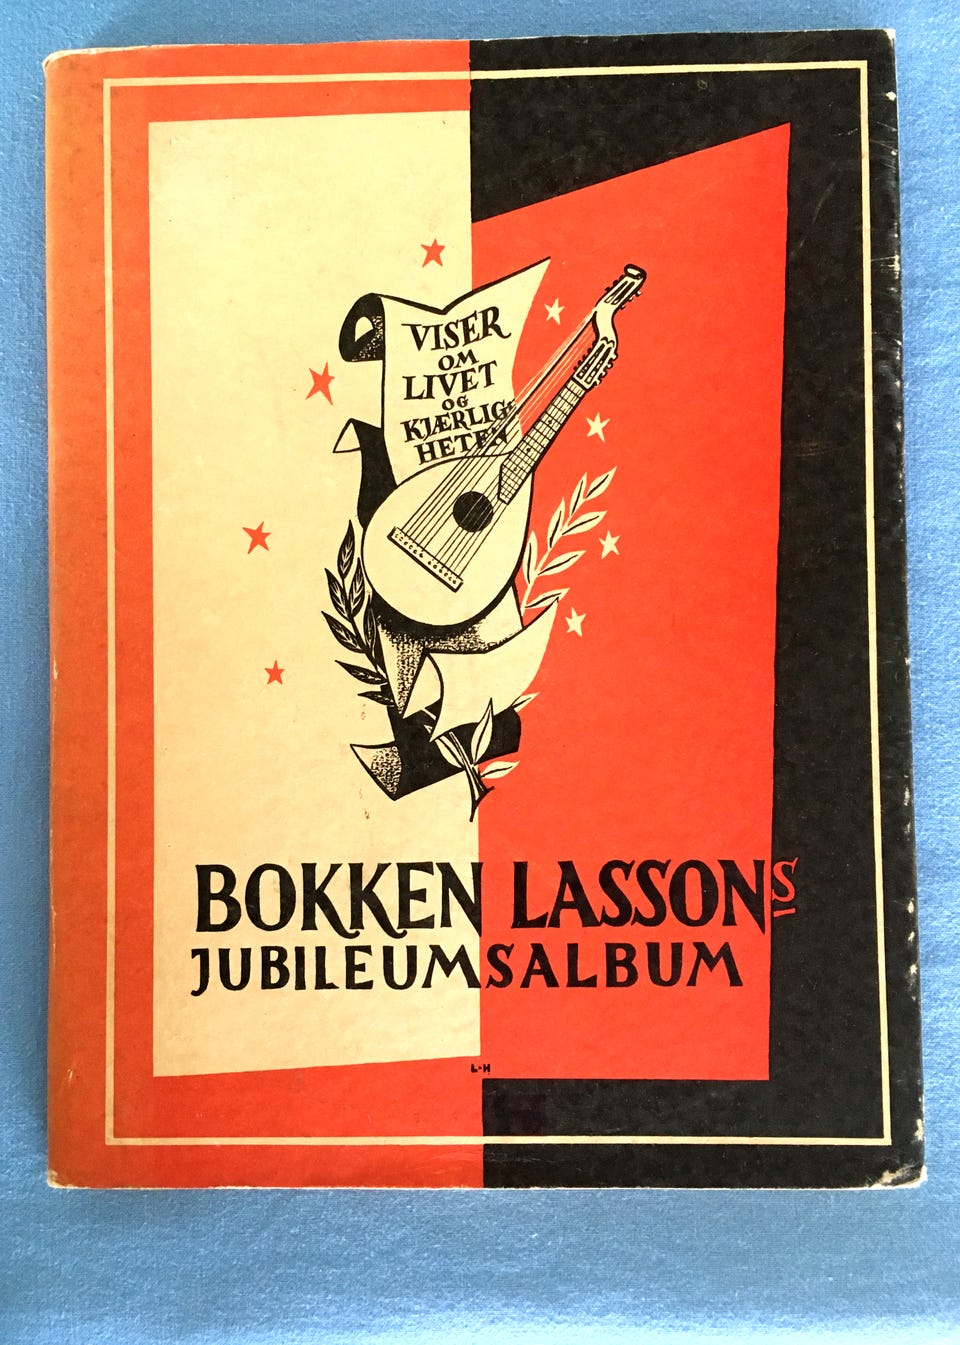 VISER
OM
LIVET
OG
KJÆRLIG-
HETEN
BOKKEN LASSONS
JUBILEUMSALBUM
L·H